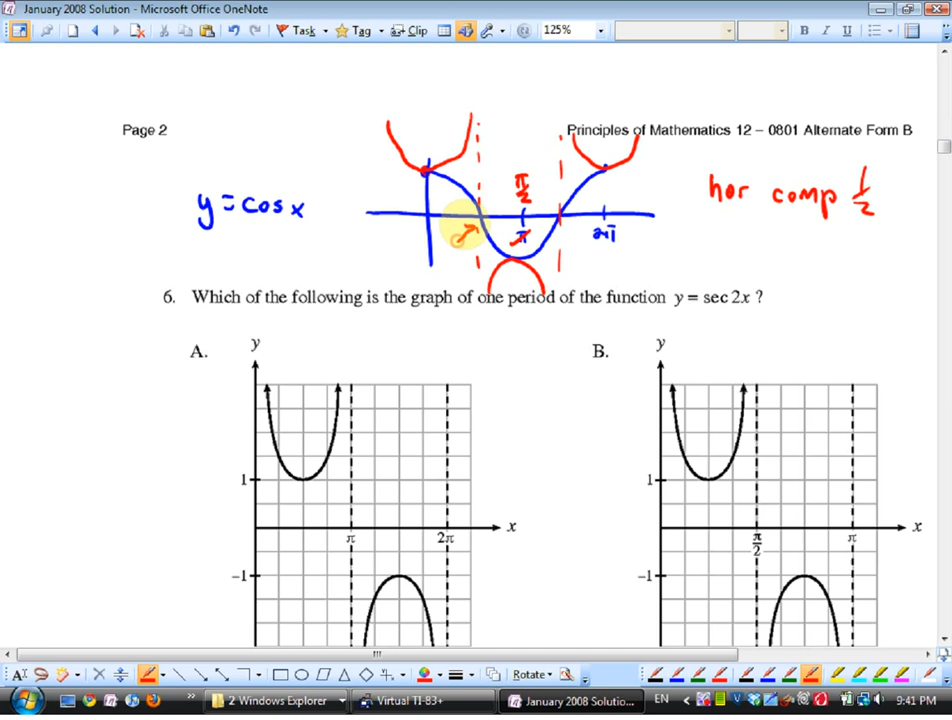 January 2008 Solution - Microsoft Office OneNote
Task Tag Clip 125% B I U
Page 2
Principles of Mathematics 12 – 0801 Alternate Form B
y = cos x
π/2
π
2π
hor comp 1/2
6. Which of the following is the graph of one period of the function y = sec 2x ?
A.
y
1
-1
π
2π
x
B.
y
1
-1
π/2
π
x
Rotate
2 Windows Explorer
Virtual TI-83+
January 2008 Solutio...
EN
9:41 PM